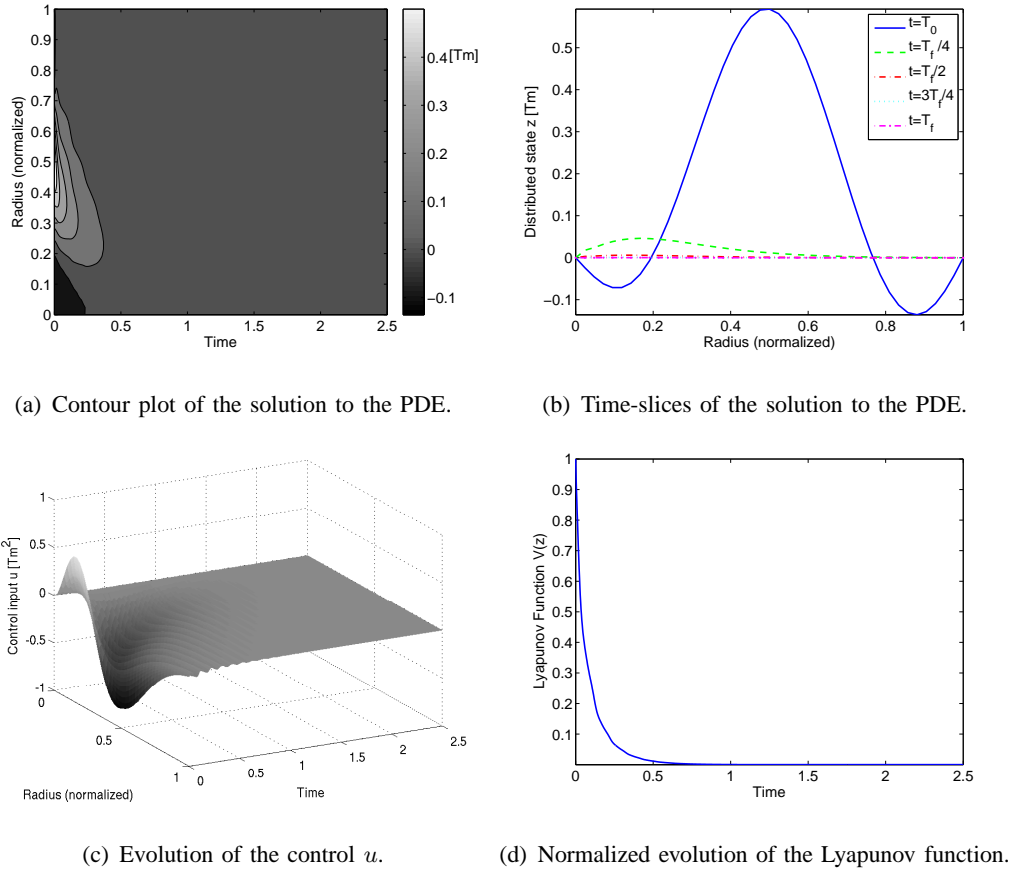 1
0.9
0.8
0.7
0.6
0.5
0.4
0.3
0.2
0.1
0
Radius (normalized)
0 0.5 1 1.5 2 2.5
Time
0.4
[Tm]
0.3
0.2
0.1
0
−0.1
0.5
0.4
0.3
0.2
0.1
0
−0.1
Distributed state z [Tm]
0 0.2 0.4 0.6 0.8 1
Radius (normalized)
t=T_0
t=T_f/4
t=T_f/2
t=3T_f/4
t=T_f
(a) Contour plot of the solution to the PDE.
(b) Time-slices of the solution to the PDE.
1
0.5
0
−0.5
−1
Control input u [Tm²]
0
0.5
1
Radius (normalized)
0 0.5 1 1.5 2 2.5
Time
1
0.9
0.8
0.7
0.6
0.5
0.4
0.3
0.2
0.1
Lyapunov Function V(z)
0 0.5 1 1.5 2 2.5
Time
(c) Evolution of the control u.
(d) Normalized evolution of the Lyapunov function.